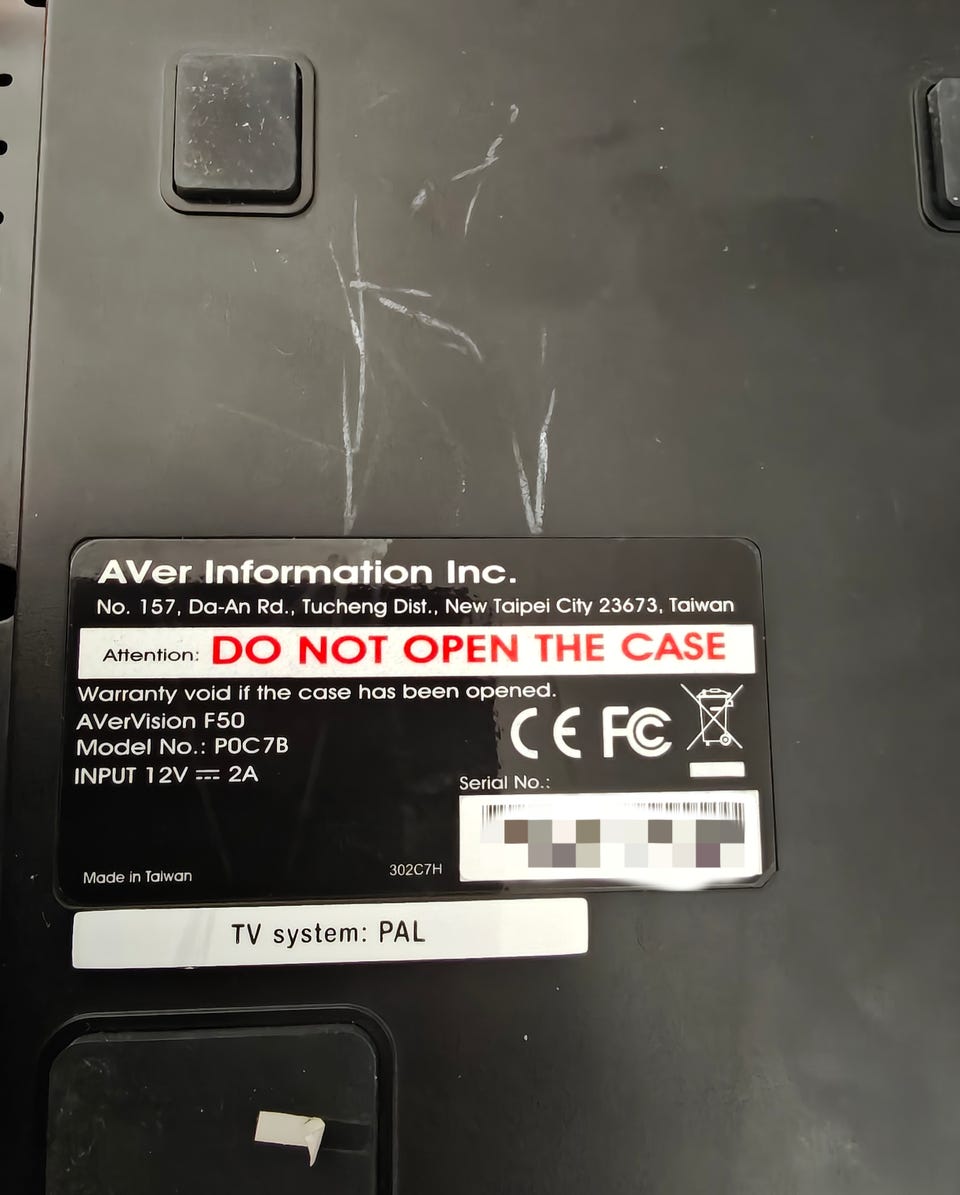 AVer Information Inc.
No. 157, Da-An Rd., Tucheng Dist., New Taipei City 23673, Taiwan
Attention: DO NOT OPEN THE CASE
Warranty void if the case has been opened.
AVerVision F50
Model No.: P0C7B
INPUT 12V ⎓ 2A
CE FC
Serial No.:
Made in Taiwan
302C7H
TV system: PAL